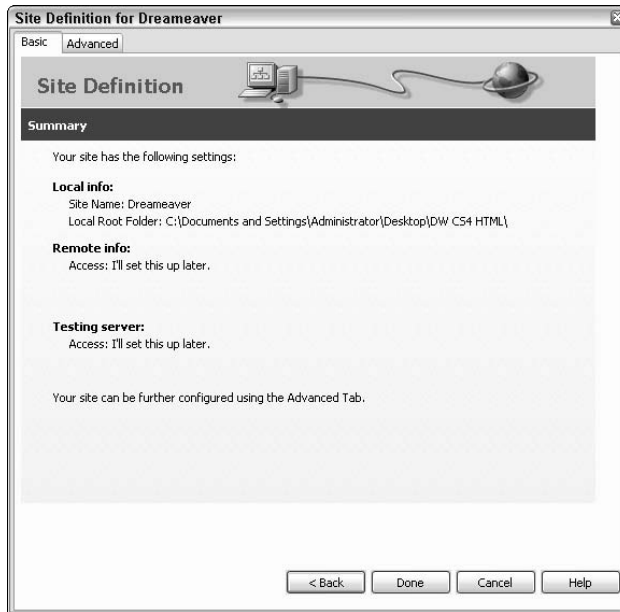 Site Definition for Dreameaver
Basic
Advanced
Site Definition
Summary
Your site has the following settings:
Local info:
Site Name: Dreameaver
Local Root Folder: C:\Documents and Settings\Administrator\Desktop\DW CS4 HTML\
Remote info:
Access: I'll set this up later.
Testing server:
Access: I'll set this up later.
Your site can be further configured using the Advanced Tab.
< Back
Done
Cancel
Help